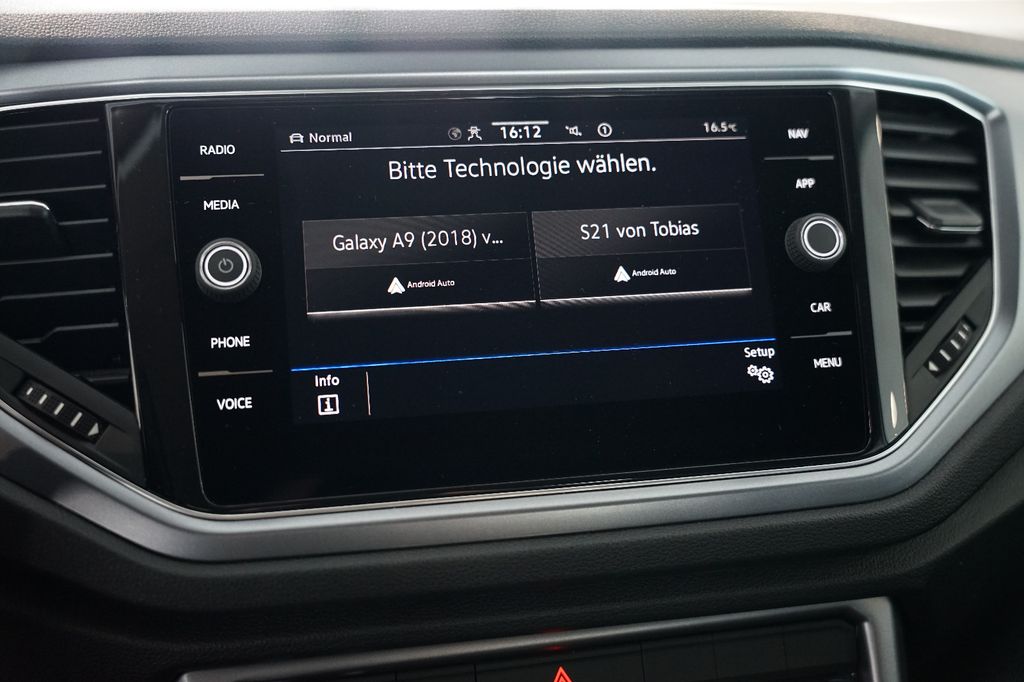 Normal
16:12
16.5°C
Bitte Technologie wählen.
Galaxy A9 (2018) v...
Android Auto
S21 von Tobias
Android Auto
Info
Setup
RADIO
MEDIA
PHONE
VOICE
NAV
APP
CAR
MENU